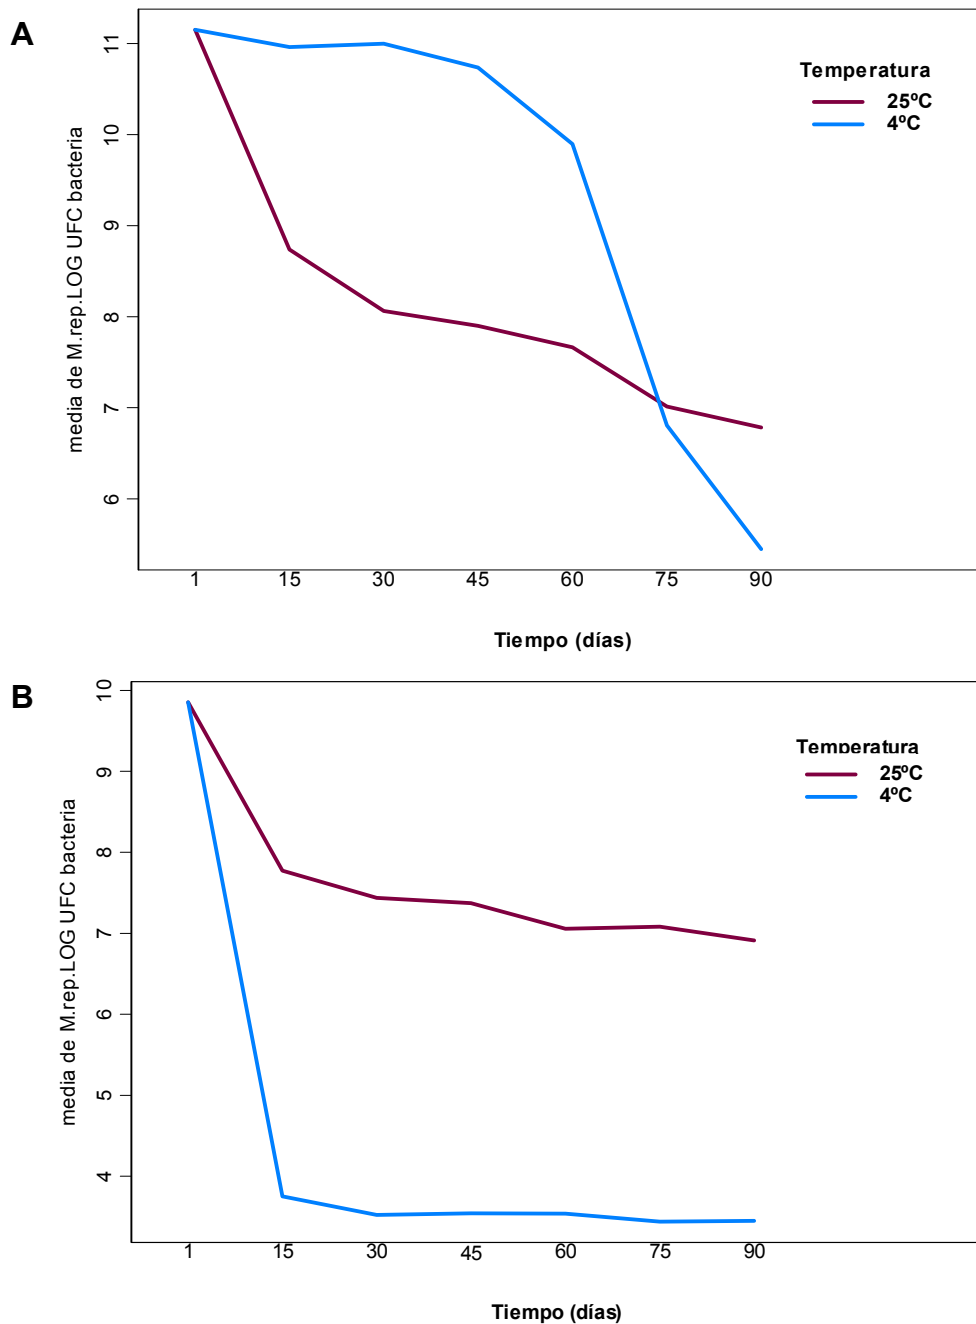 A
media de M.rep.LOG UFC bacteria
11
10
9
8
7
6
Temperatura
25ºC
4ºC
1 15 30 45 60 75 90
Tiempo (días)
B
media de M.rep.LOG UFC bacteria
10
9
8
7
6
5
4
Temperatura
25ºC
4ºC
1 15 30 45 60 75 90
Tiempo (días)